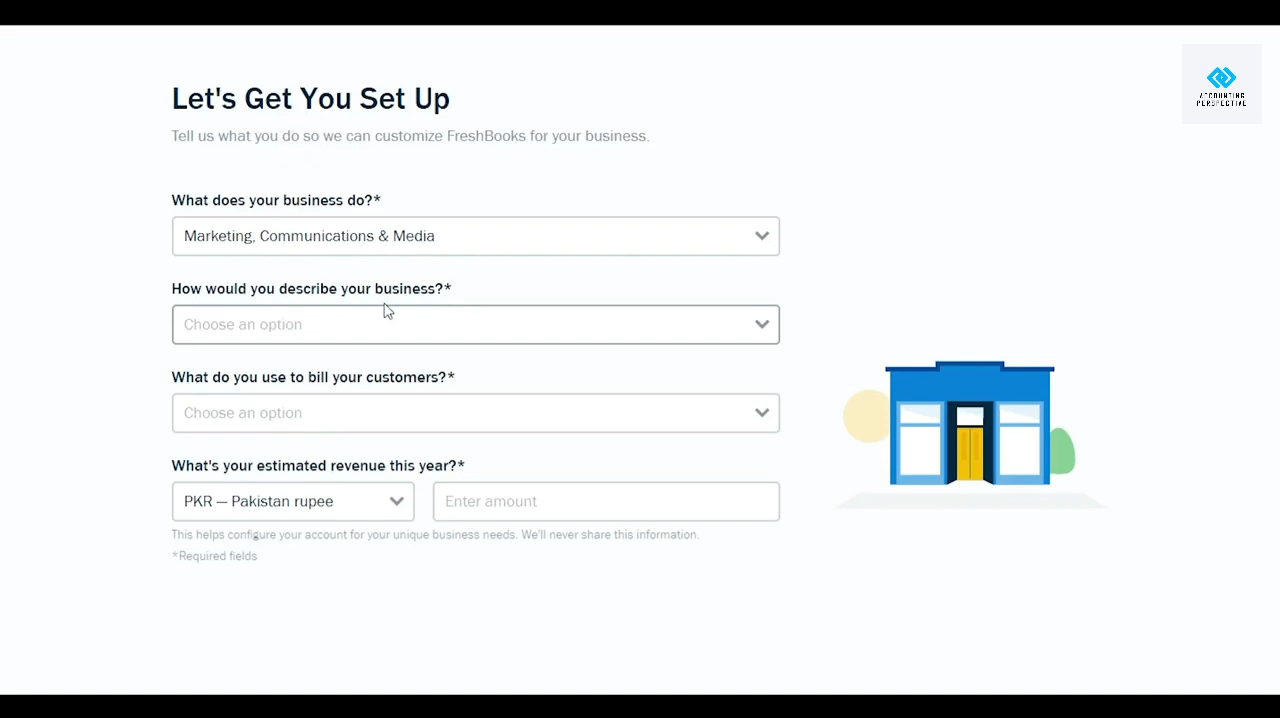 Let's Get You Set Up
Tell us what you do so we can customize FreshBooks for your business.
ACCOUNTING
PERSPECTIVE
What does your business do?*
Marketing, Communications & Media
How would you describe your business?*
Choose an option
What do you use to bill your customers?*
Choose an option
What's your estimated revenue this year?*
PKR — Pakistan rupee
Enter amount
This helps configure your account for your unique business needs. We'll never share this information.
*Required fields